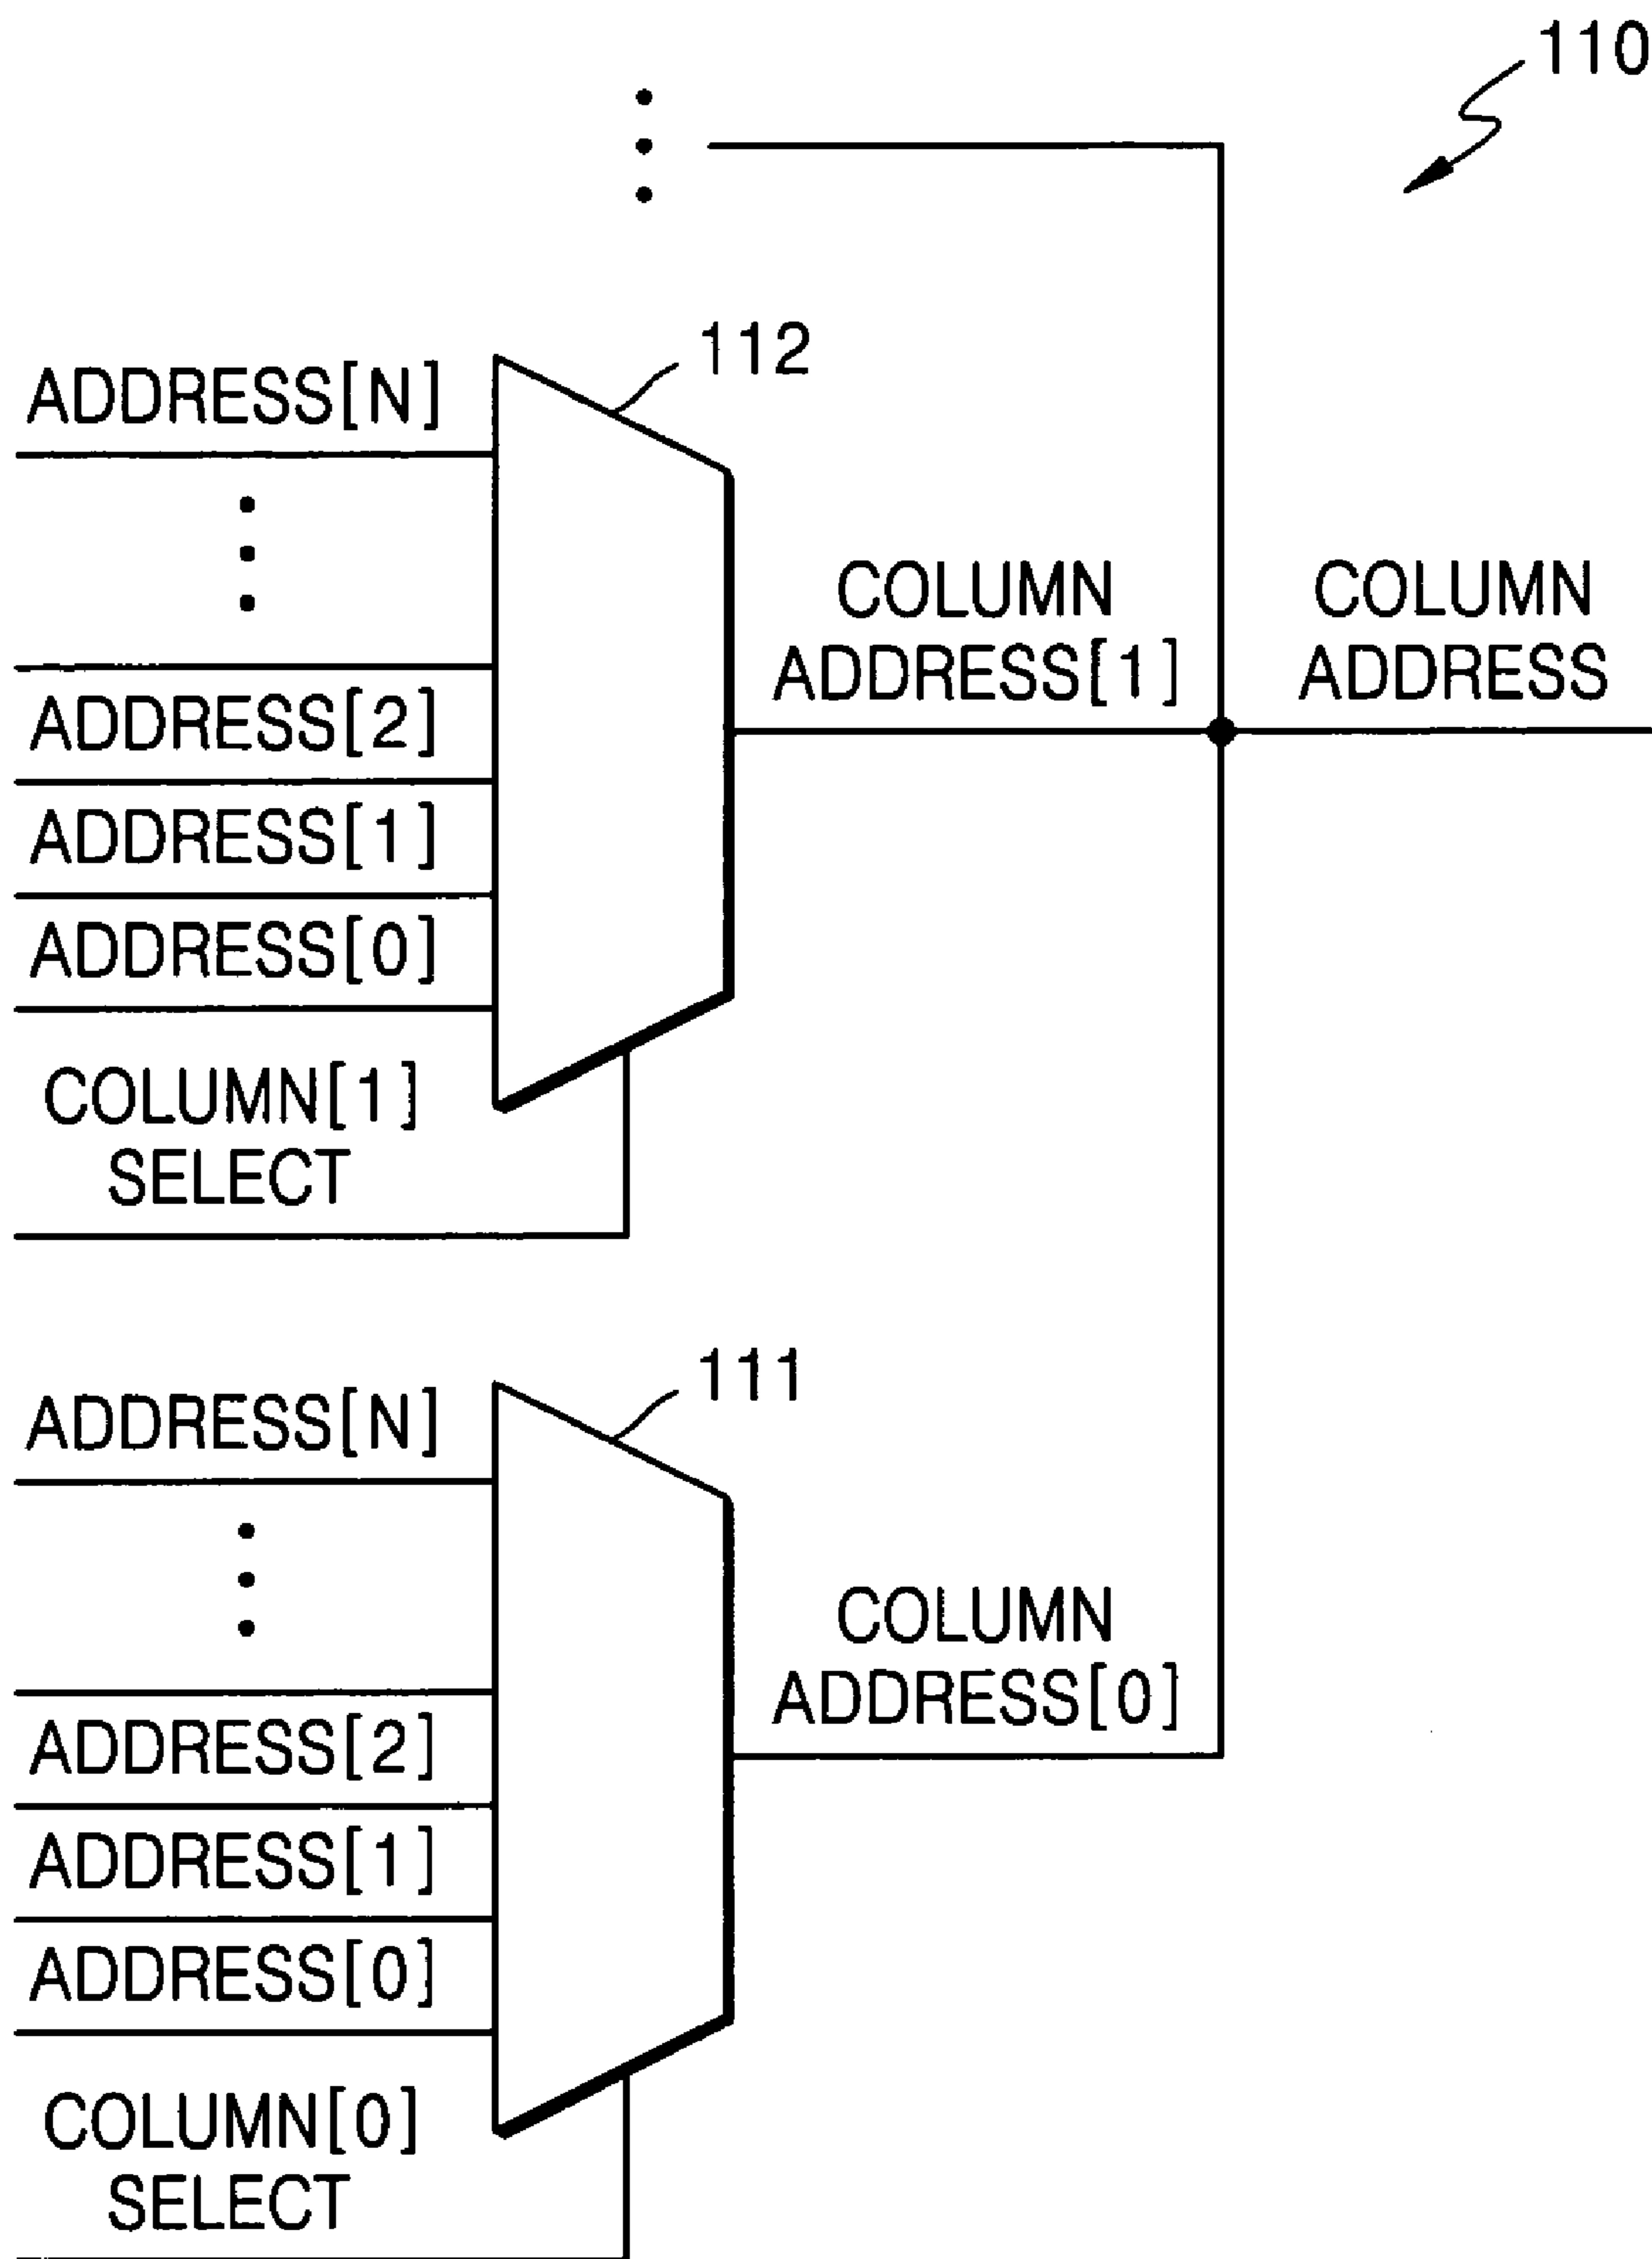 110
112
ADDRESS[N]
COLUMN
ADDRESS[1]
COLUMN
ADDRESS
ADDRESS[2]
ADDRESS[1]
ADDRESS[0]
COLUMN[1]
SELECT
111
ADDRESS[N]
COLUMN
ADDRESS[0]
ADDRESS[2]
ADDRESS[1]
ADDRESS[0]
COLUMN[0]
SELECT